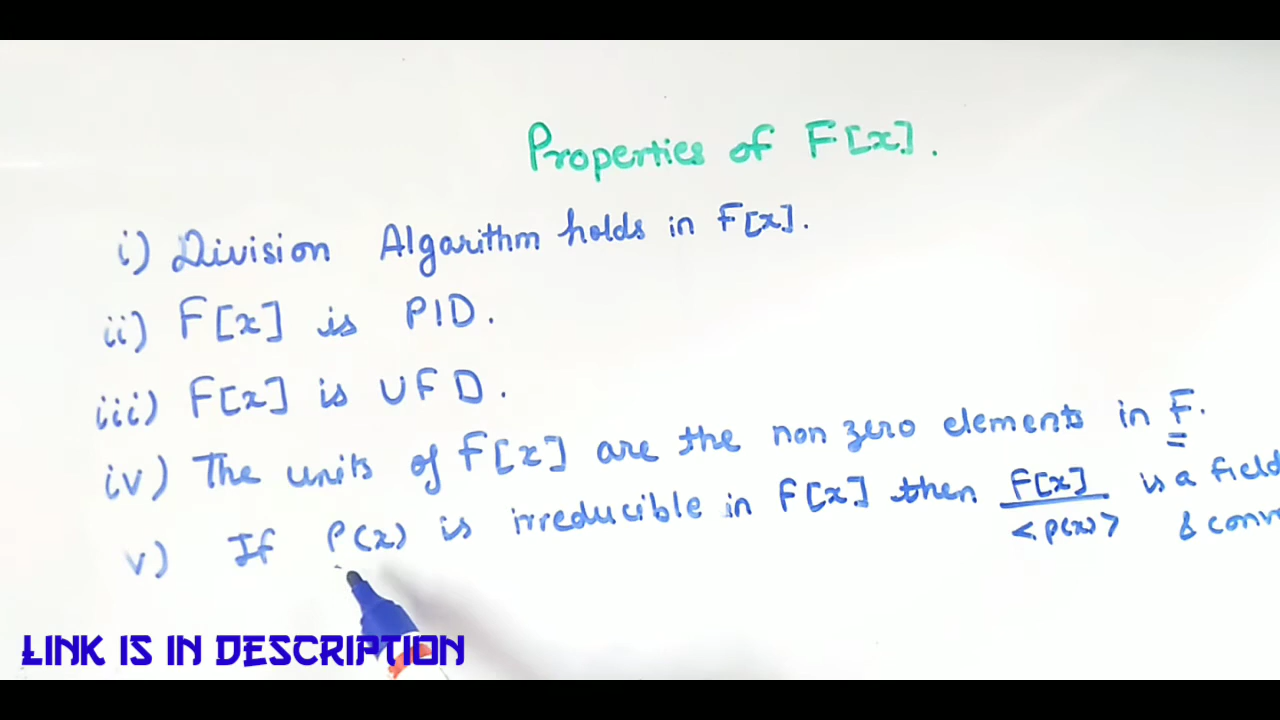 Properties of F[x].
i) Division Algorithm holds in F[x].
ii) F[x] is PID.
iii) F[x] is UFD.
iv) The units of F[x] are the non zero elements in F.
v) If P(x) is irreducible in F[x] then F[x] / <p(x)> is a field
&
LINK IS IN DESCRIPTION